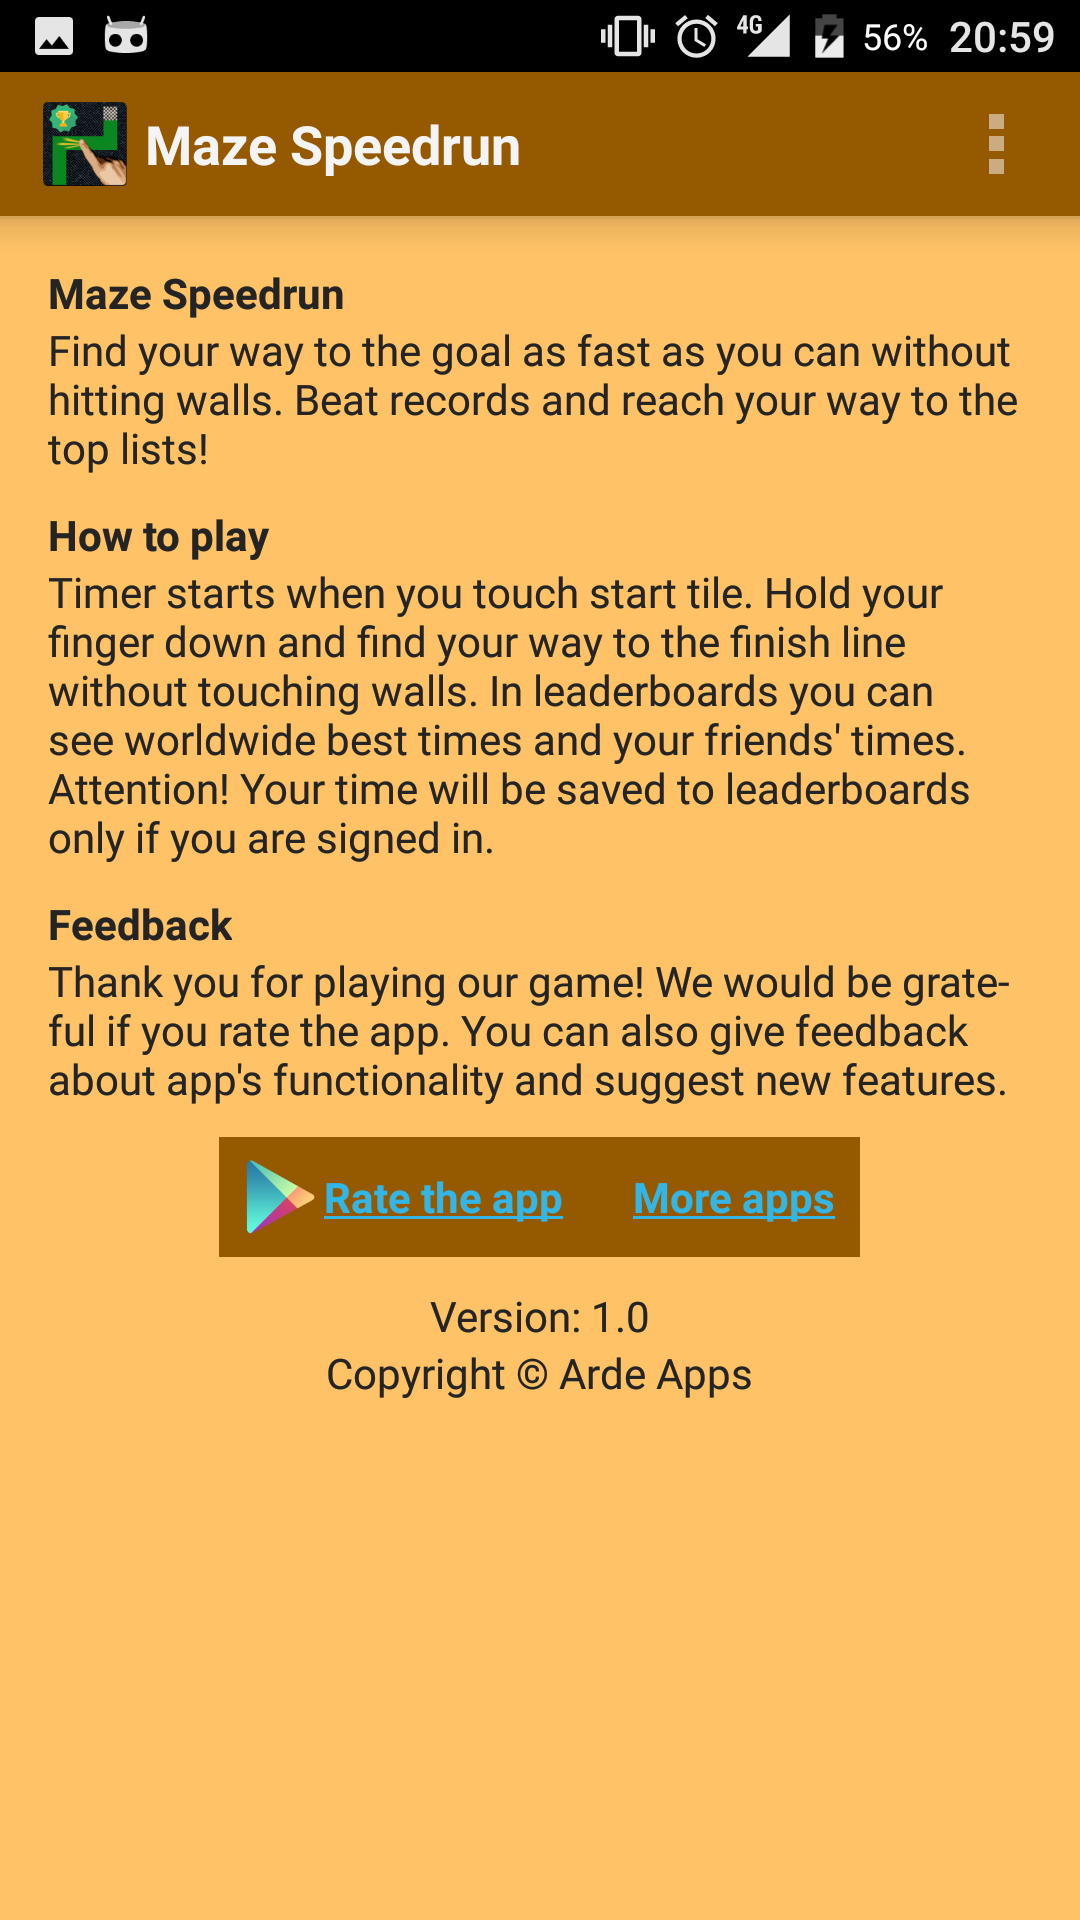 4G 56% 20:59
Maze Speedrun
Maze Speedrun
Find your way to the goal as fast as you can without
hitting walls. Beat records and reach your way to the
top lists!
How to play
Timer starts when you touch start tile. Hold your
finger down and find your way to the finish line
without touching walls. In leaderboards you can
see worldwide best times and your friends' times.
Attention! Your time will be saved to leaderboards
only if you are signed in.
Feedback
Thank you for playing our game! We would be grate-
ful if you rate the app. You can also give feedback
about app's functionality and suggest new features.
Rate the app More apps
Version: 1.0
Copyright © Arde Apps